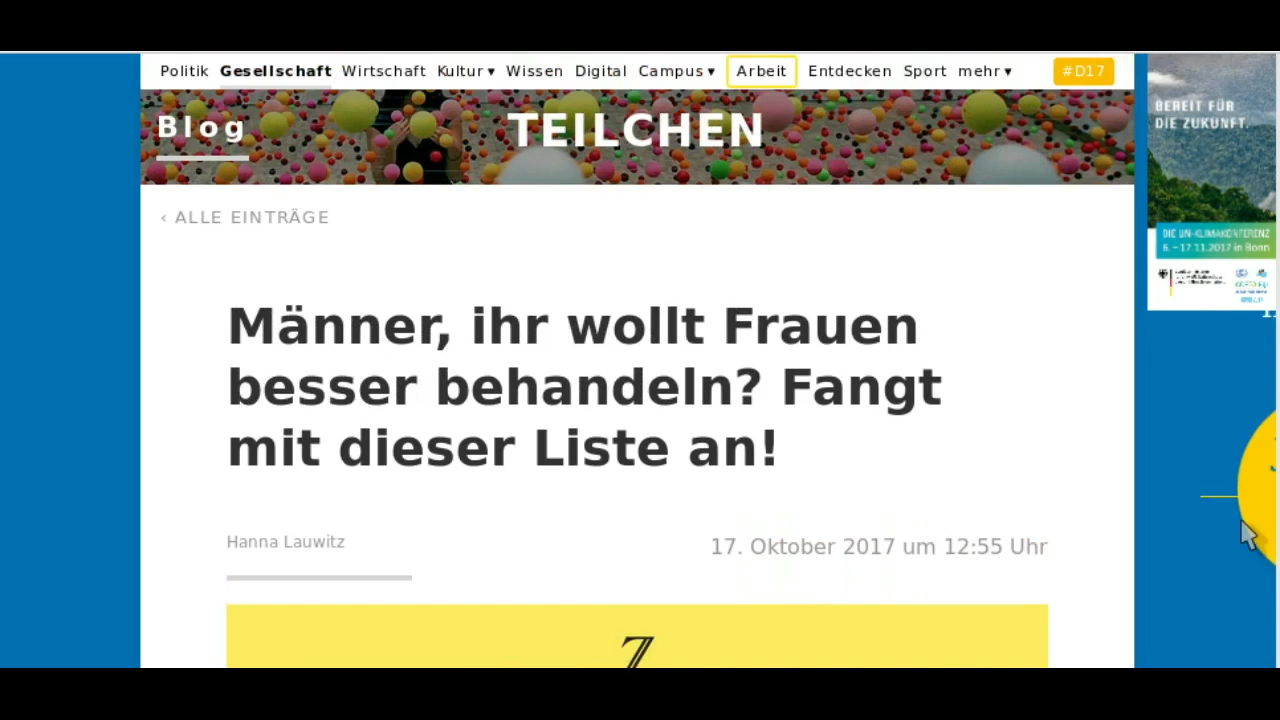 Politik Gesellschaft Wirtschaft Kultur ▾ Wissen Digital Campus ▾ Arbeit Entdecken Sport mehr ▾ #D17
Blog
TEILCHEN
BEREIT FÜR
DIE ZUKUNFT.
‹ ALLE EINTRÄGE
DIE UN-KLIMAKONFERENZ
6. – 17.11.2017 in Bonn
Männer, ihr wollt Frauen
besser behandeln? Fangt
mit dieser Liste an!
Hanna Lauwitz
17. Oktober 2017 um 12:55 Uhr
Z